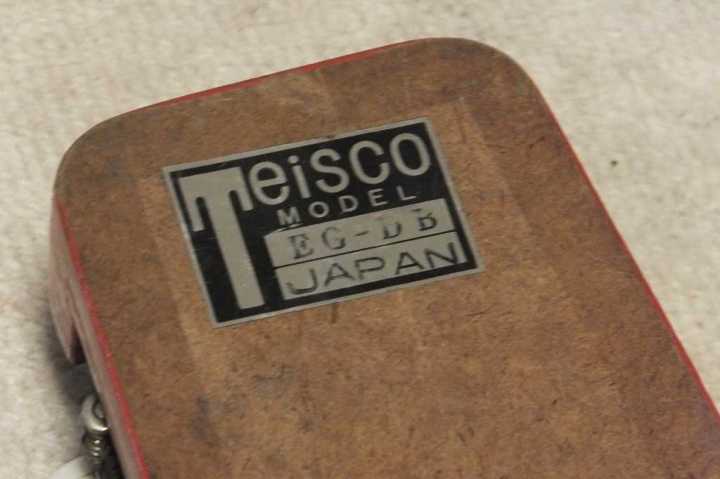 Teisco
MODEL
EG-DB
JAPAN